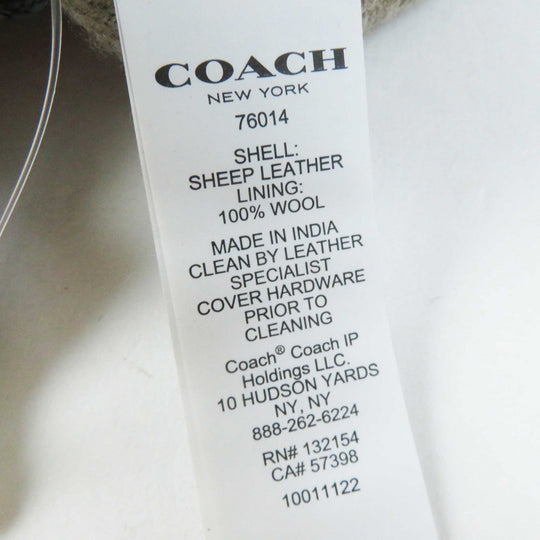 COACH
NEW YORK
76014
SHELL:
SHEEP LEATHER
LINING:
100% WOOL
MADE IN INDIA
CLEAN BY LEATHER
SPECIALIST
COVER HARDWARE
PRIOR TO
CLEANING
Coach® Coach IP
Holdings LLC.
10 HUDSON YARDS
NY, NY
888-262-6224
RN# 132154
CA# 57398
10011122